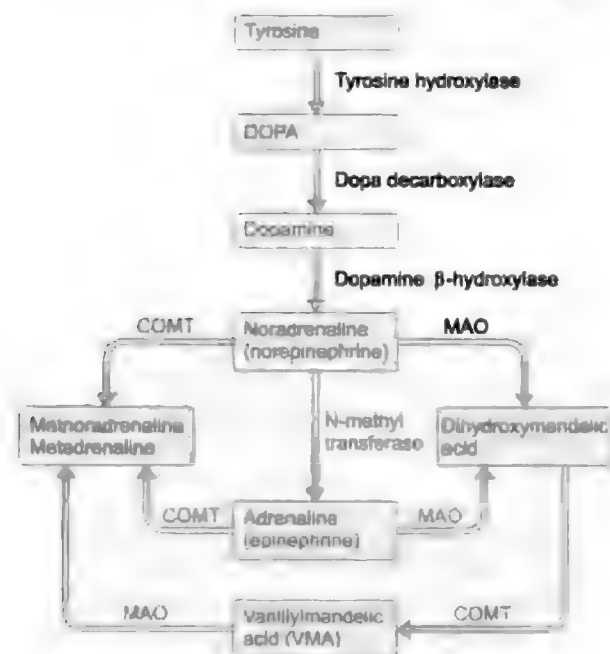 Tyrosine
Tyrosine hydroxylase
DOPA
Dopa decarboxylase
Dopamine
Dopamine β-hydroxylase
COMT
Noradrenaline
(norepinephrine)
MAO
Metnoradrenaline
Metadrenaline
N-methyl
transferase
Dihydroxymandelic
acid
COMT
Adrenaline
(epinephrine)
MAO
MAO
Vanillylmandelic
acid (VMA)
COMT